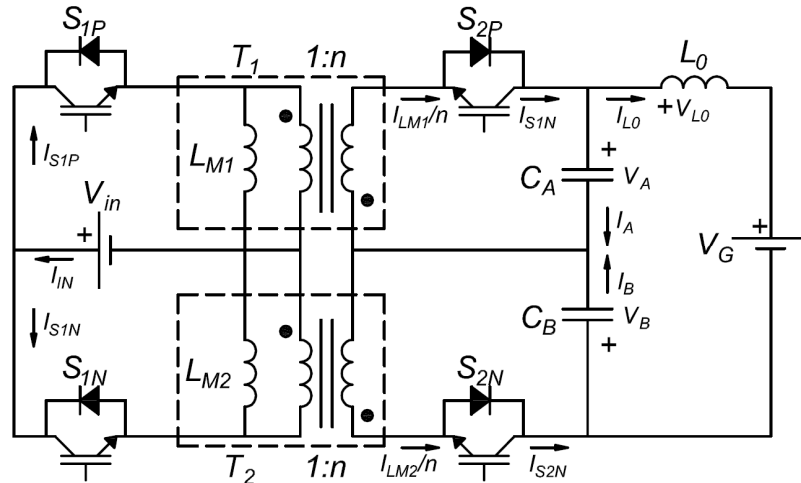 S1P
S2P
T1
1:n
L0
ILM1/n
IS1N
IL0
+ VL0
IS1P
LM1
CA
+
VA
Vin
+
IA
VG
+
IIN
IB
IS1N
CB
VB
+
S1N
LM2
S2N
T2
1:n
ILM2/n
IS2N